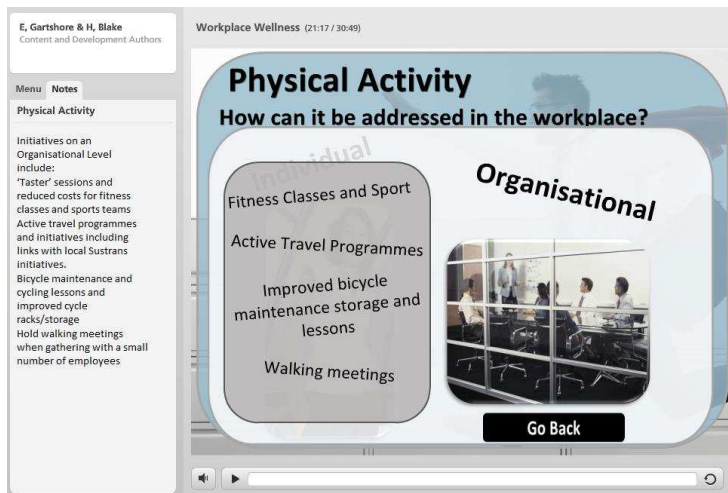 E, Gartshore & H, Blake
Content and Development Authors
Menu Notes
Physical Activity
Initiatives on an
Organisational Level
include:
‘Taster’ sessions and
reduced costs for fitness
classes and sports teams
Active travel programmes
and initiatives including
links with local Sustrans
initiatives.
Bicycle maintenance and
cycling lessons and
improved cycle
racks/storage
Hold walking meetings
when gathering with a small
number of employees
Workplace Wellness (21:17 / 30:49)
Physical Activity
How can it be addressed in the workplace?
Individual
Fitness Classes and Sport
Active Travel Programmes
Improved bicycle
maintenance storage and
lessons
Walking meetings
Organisational
Go Back